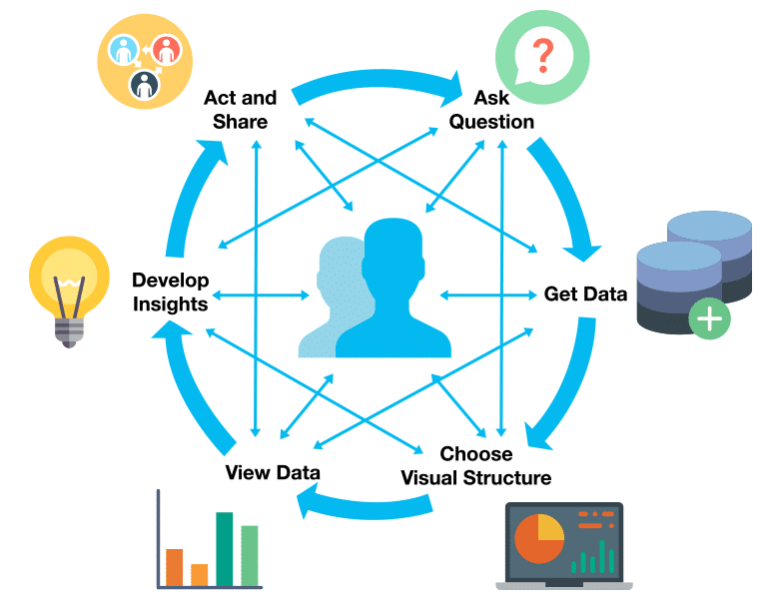 Act and
Share
Ask
Question
?
Get Data
Choose
Visual Structure
View Data
Develop
Insights